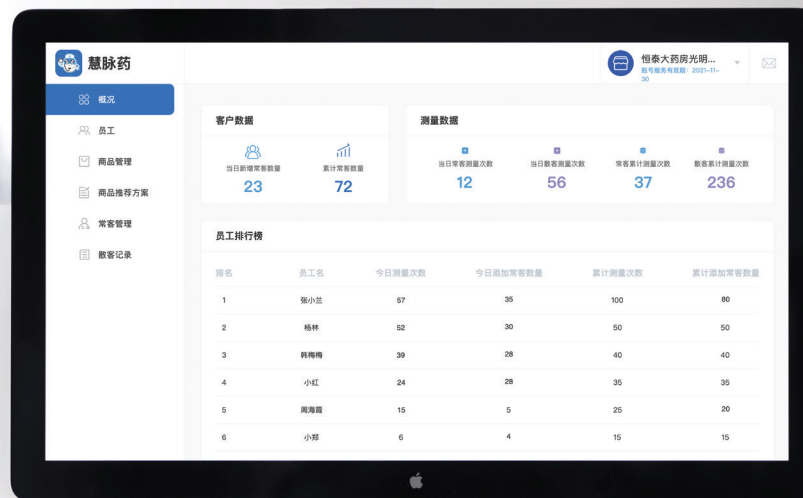 慧脉药
恒泰大药房光明...
账号服务有效期：2021-11-
30
概况
员工
商品管理
商品推荐方案
常客管理
散客记录
客户数据
当日新增常客数量
23
累计常客数量
72
测量数据
当日常客测量次数
12
当日散客测量次数
56
常客累计测量次数
37
散客累计测量次数
236
员工排行榜
排名 员工名 今日测量次数 今日添加常客数量 累计测量次数 累计添加常客数量
1 张小兰 57 35 100 80
2 杨林 52 30 50 50
3 韩梅梅 39 28 40 40
4 小红 24 28 35 35
5 周海霞 15 5 25 20
6 小郑 6 4 15 15